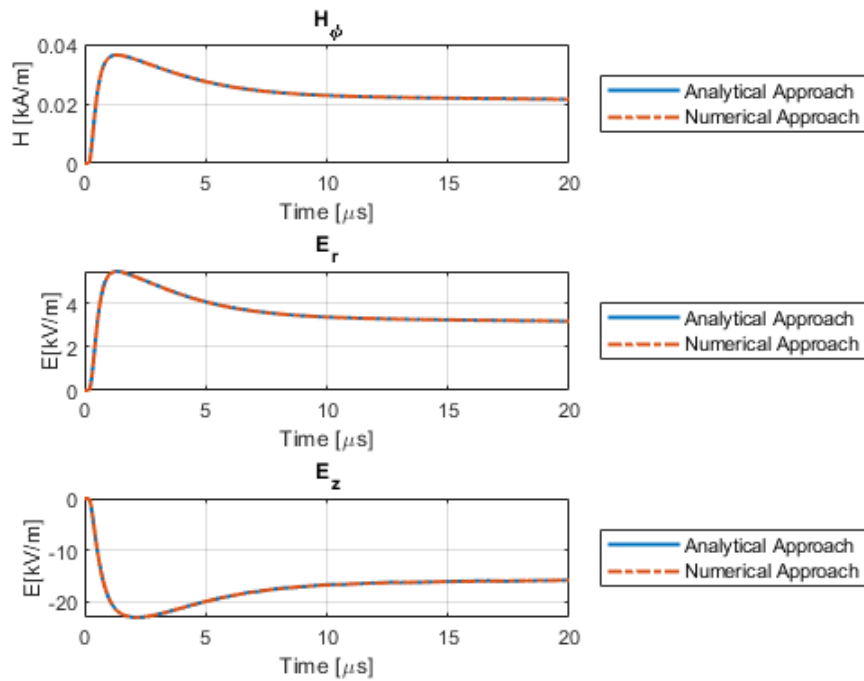 H_ϕ
0.04
0.02
0
H [kA/m]
0 5 10 15 20
Time [μs]
Analytical Approach
Numerical Approach
E_r
4
2
0
E[kV/m]
0 5 10 15 20
Time [μs]
Analytical Approach
Numerical Approach
E_z
0
-10
-20
E[kV/m]
0 5 10 15 20
Time [μs]
Analytical Approach
Numerical Approach